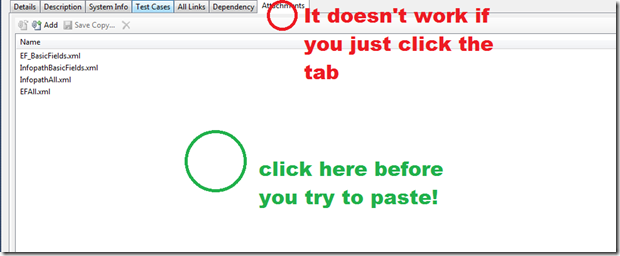 Details Description System Info Test Cases All Links Dependency Attachments
Add Save Copy...
Name
EF_BasicFields.xml
InfopathBasicFields.xml
InfopathAll.xml
EFAll.xml
It doesn't work if
you just click the
tab
click here before
you try to paste!